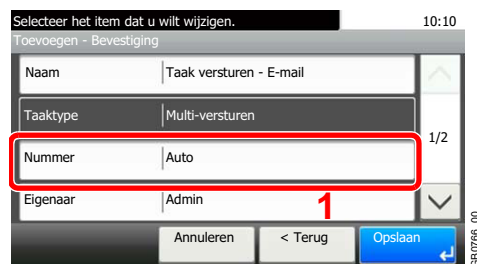 Selecteer het item dat u wilt wijzigen. 10:10
Toevoegen - Bevestiging
Naam Taak versturen - E-mail
Taaktype Multi-versturen
1/2
Nummer Auto
Eigenaar Admin
1
Annuleren < Terug Opslaan
GB0766_00